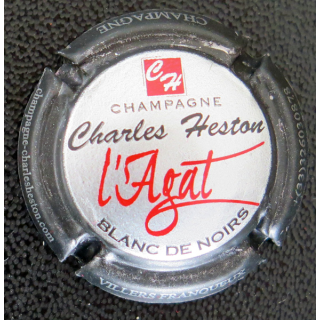 CHAMPAGNE
CH
CHAMPAGNE
Charles Heston
l'Agat
BLANC DE NOIRS
champagne-charlesheston.com
VILLERS FRANQUEUX